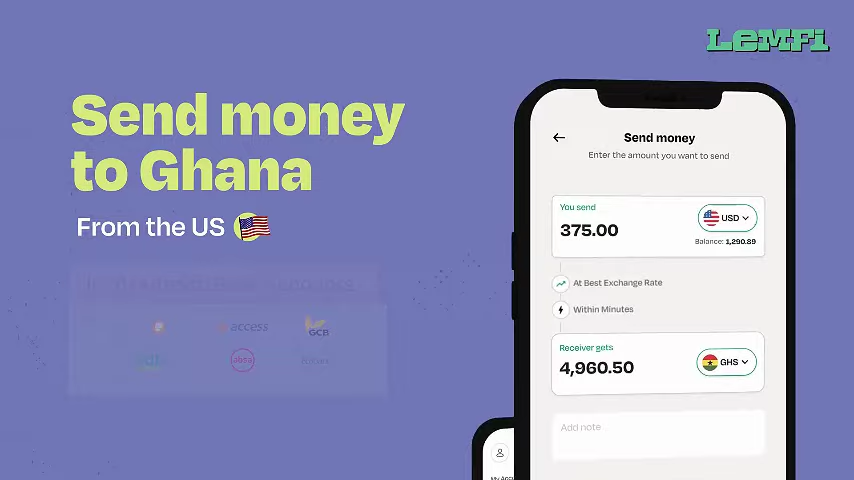 LEMFi
Send money
to Ghana
From the US
access
GCB
absa
Send money
Enter the amount you want to send
You send
375.00
USD
Balance: 1,290.89
At Best Exchange Rate
Within Minutes
Receiver gets
4,960.50
GHS
Add note